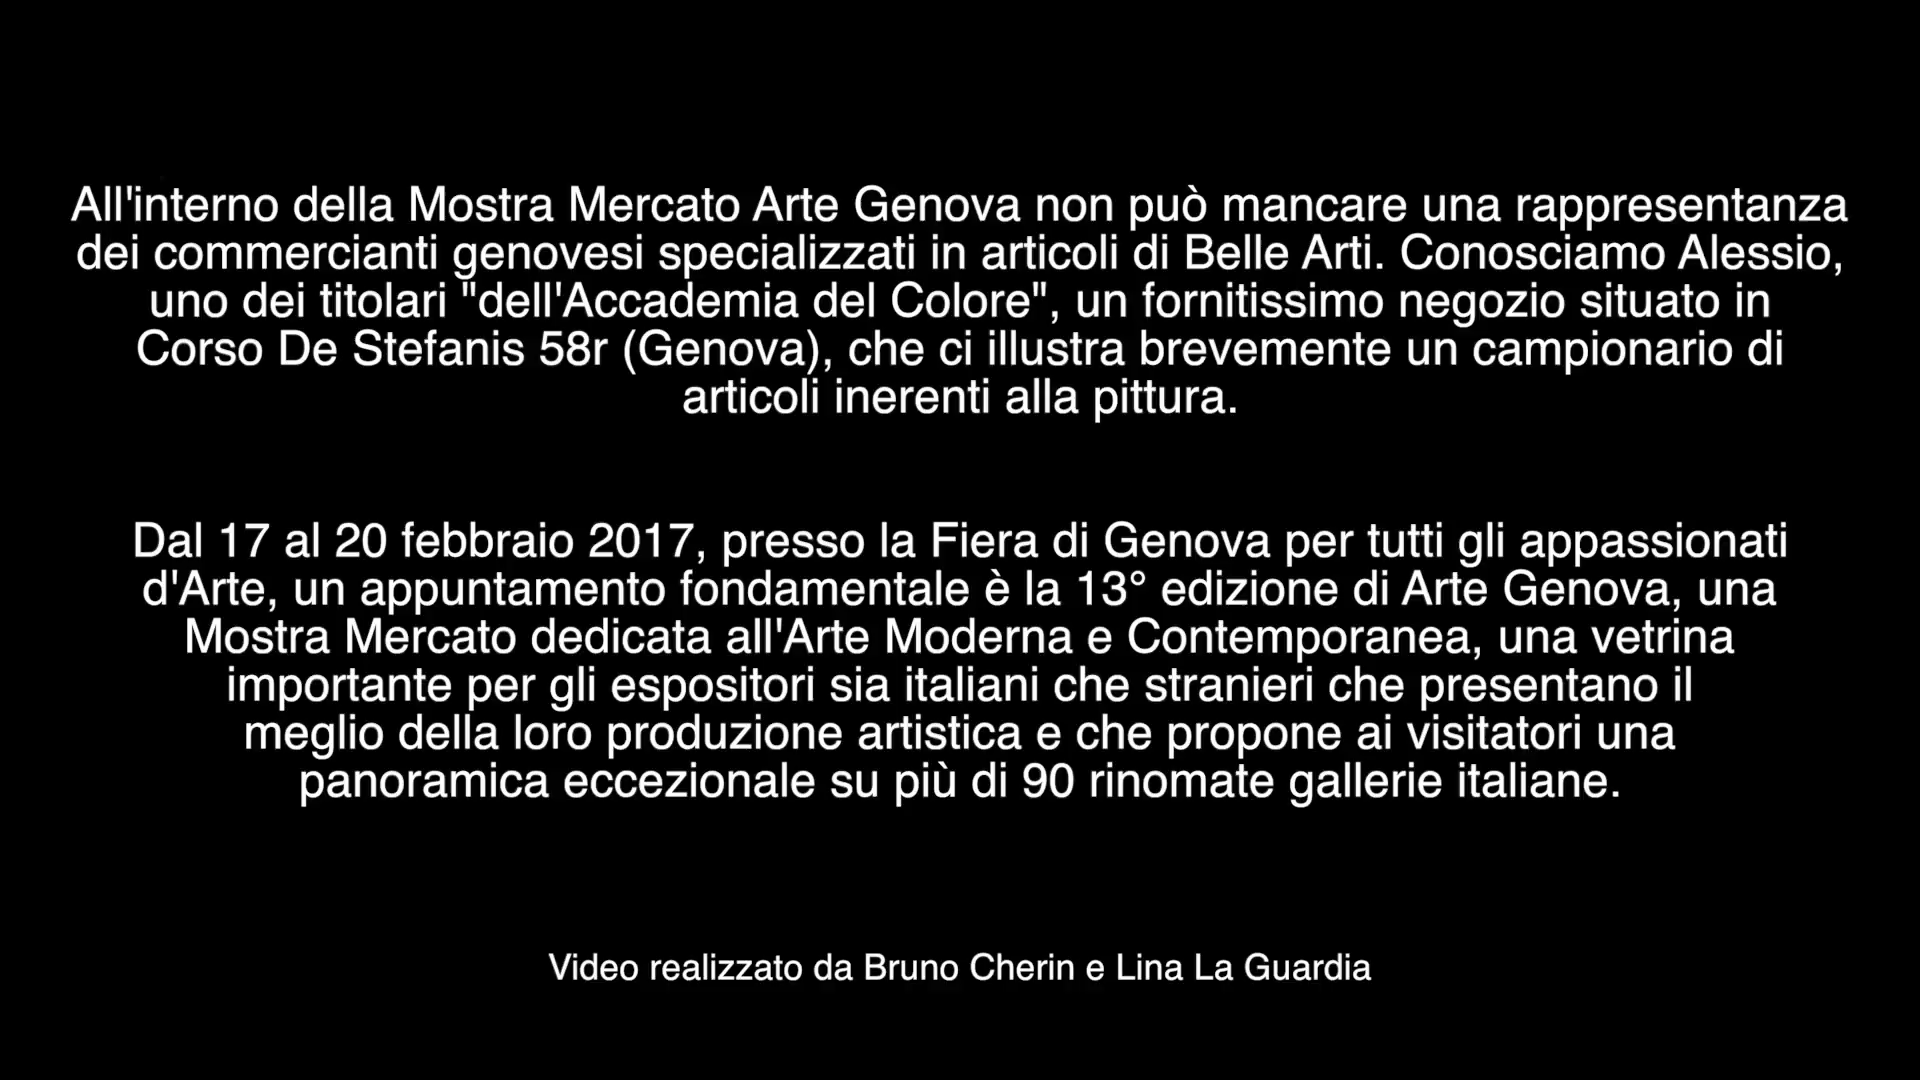 All'interno della Mostra Mercato Arte Genova non può mancare una rappresentanza
dei commercianti genovesi specializzati in articoli di Belle Arti. Conosciamo Alessio,
uno dei titolari "dell'Accademia del Colore", un fornitissimo negozio situato in
Corso De Stefanis 58r (Genova), che ci illustra brevemente un campionario di
articoli inerenti alla pittura.
Dal 17 al 20 febbraio 2017, presso la Fiera di Genova per tutti gli appassionati
d'Arte, un appuntamento fondamentale è la 13° edizione di Arte Genova, una
Mostra Mercato dedicata all'Arte Moderna e Contemporanea, una vetrina
importante per gli espositori sia italiani che stranieri che presentano il
meglio della loro produzione artistica e che propone ai visitatori una
panoramica eccezionale su più di 90 rinomate gallerie italiane.
Video realizzato da Bruno Cherin e Lina La Guardia